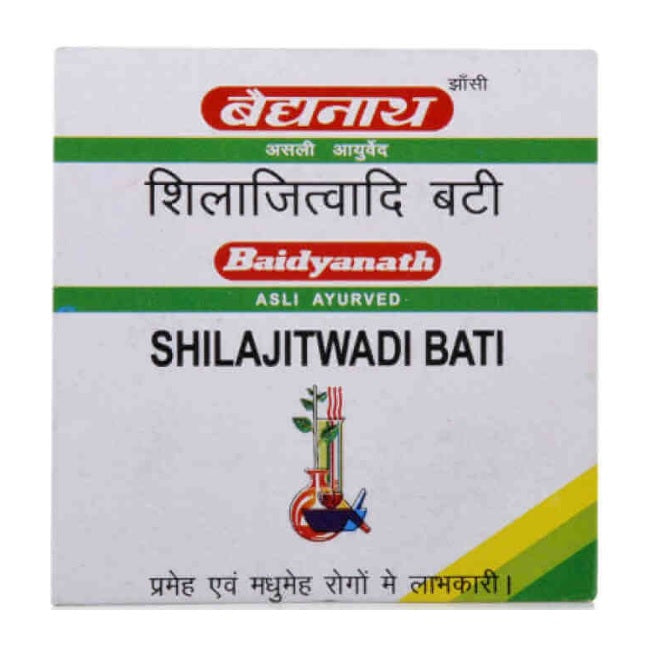 बैद्यनाथ
झाँसी
असली आयुर्वेद
शिलाजित्वादि बटी
Baidyanath
ASLI AYURVED
SHILAJITWADI BATI
प्रमेह एवं मधुमेह रोगों मे लाभकारी।